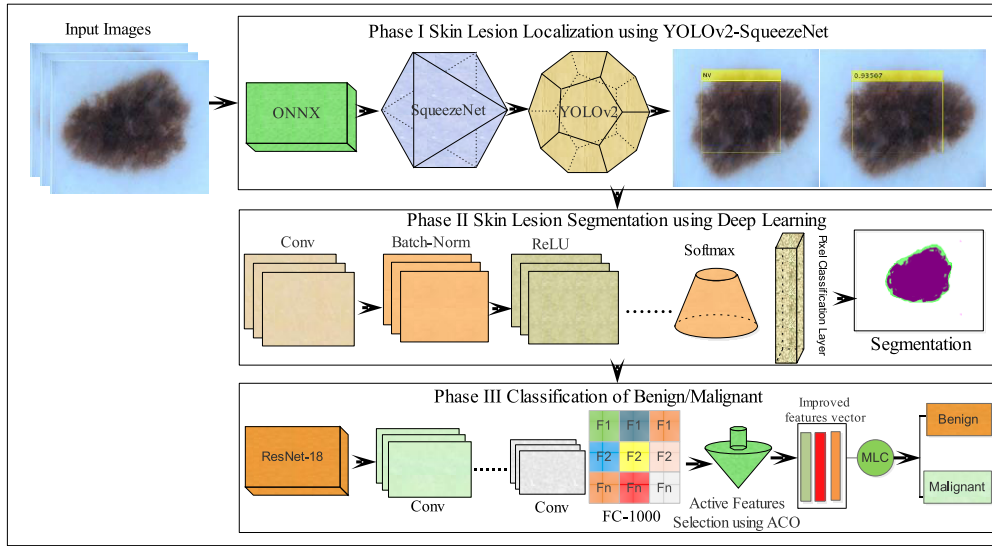 Input Images
Phase I Skin Lesion Localization using YOLOv2-SqueezeNet
ONNX
SqueezeNet
YOLOv2
NV
0.93567
Phase II Skin Lesion Segmentation using Deep Learning
Conv
Batch-Norm
ReLU
Softmax
Pixel Classification Layer
Segmentation
Phase III Classification of Benign/Malignant
ResNet-18
Conv
Conv
F1 F1 F1
F2 F2 F2
Fn Fn Fn
FC-1000
Active Features
Selection using ACO
Improved
features vector
MLC
Benign
Malignant